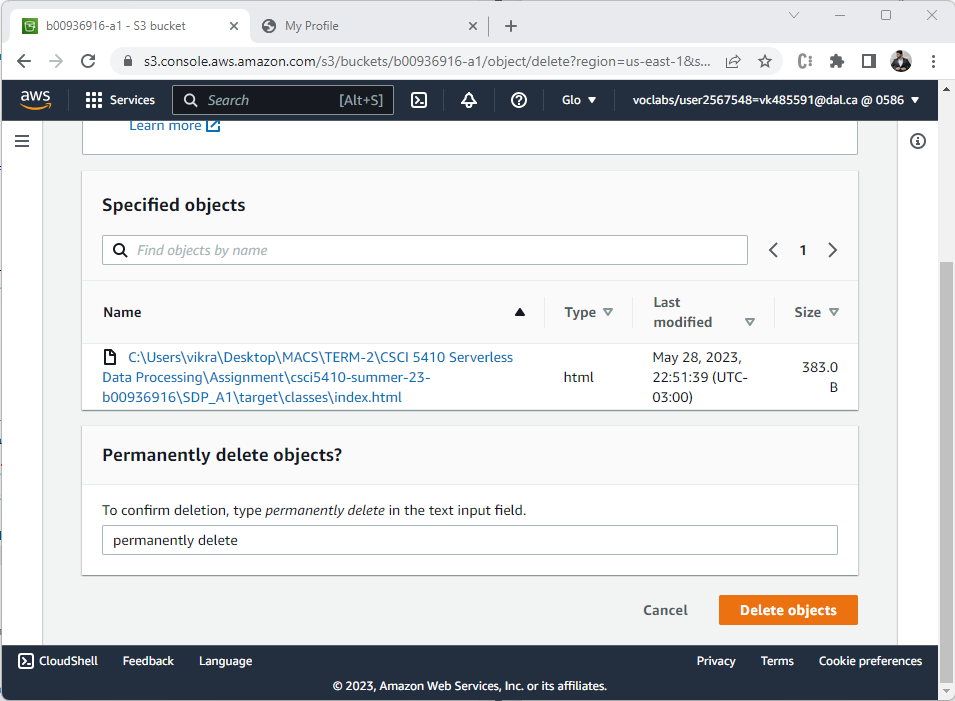 b00936916-a1 - S3 bucket
My Profile
s3.console.aws.amazon.com/s3/buckets/b00936916-a1/object/delete?region=us-east-1&s...
aws
Services
Search
[Alt+S]
Glo
voclabs/user2567548=vk485591@dal.ca @ 0586
Learn more
Specified objects
Find objects by name
1
Name
Type
Last
modified
Size
C:\Users\vikra\Desktop\MACS\TERM-2\CSCI 5410 Serverless
Data Processing\Assignment\csci5410-summer-23-
b00936916\SDP_A1\target\classes\index.html
html
May 28, 2023,
22:51:39 (UTC-
03:00)
383.0
B
Permanently delete objects?
To confirm deletion, type permanently delete in the text input field.
permanently delete
Cancel
Delete objects
CloudShell
Feedback
Language
Privacy
Terms
Cookie preferences
© 2023, Amazon Web Services, Inc. or its affiliates.